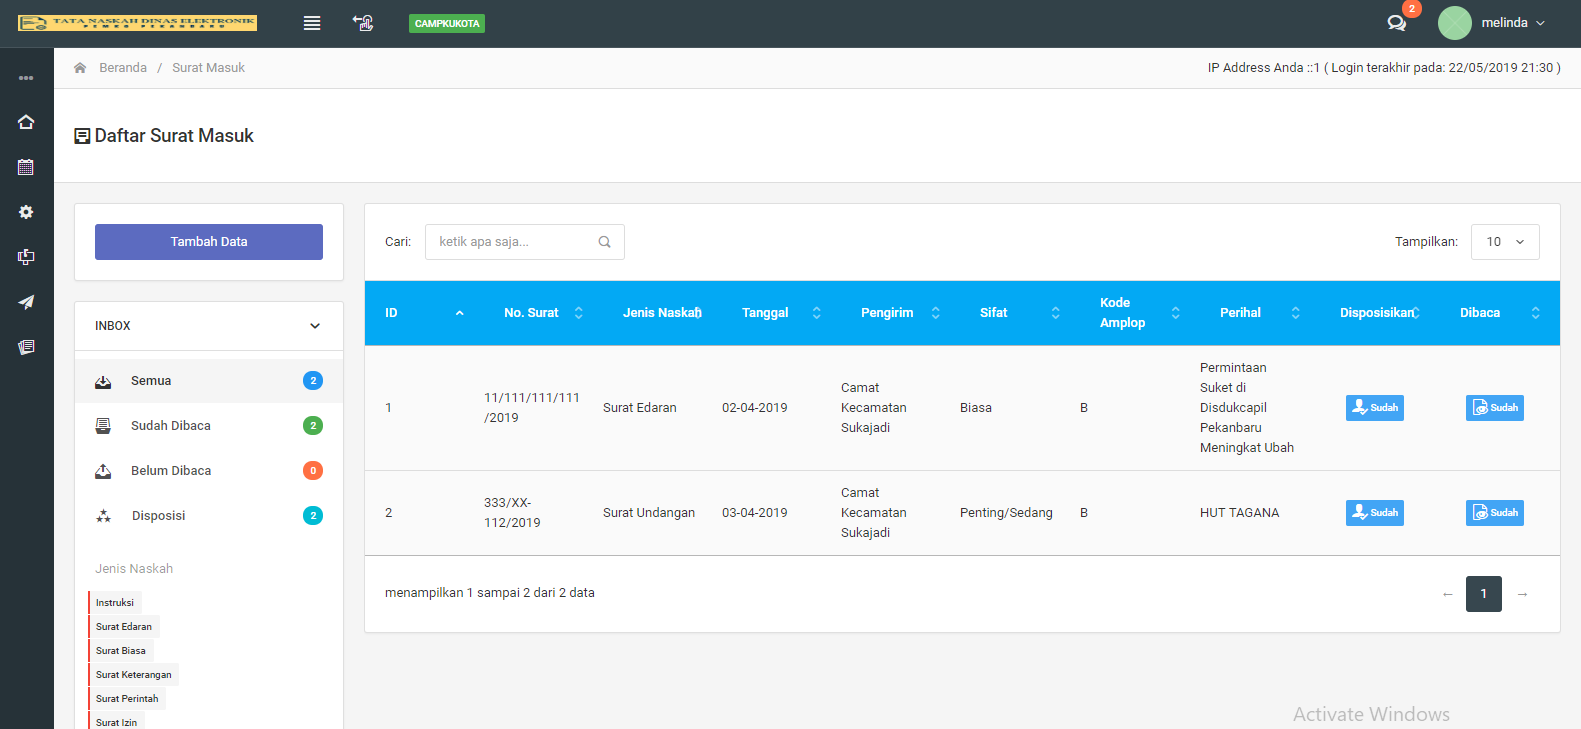 TATA NASKAH DINAS ELEKTRONIK
PEMKO PEKANBARU
CAMPKUKOTA
2
melinda
Beranda / Surat Masuk
IP Address Anda ::1 ( Login terakhir pada: 22/05/2019 21:30 )
Daftar Surat Masuk
Tambah Data
INBOX
Semua 2
Sudah Dibaca 2
Belum Dibaca 0
Disposisi 2
Jenis Naskah
Instruksi
Surat Edaran
Surat Biasa
Surat Keterangan
Surat Perintah
Surat Izin
Cari: ketik apa saja...
Tampilkan: 10
ID No. Surat Jenis Naskah Tanggal Pengirim Sifat Kode Amplop Perihal Disposisikan Dibaca
1
11/111/111/111
/2019
Surat Edaran
02-04-2019
Camat
Kecamatan
Sukajadi
Biasa
B
Permintaan
Suket di
Disdukcapil
Pekanbaru
Meningkat Ubah
Sudah
Sudah
2
333/XX-
112/2019
Surat Undangan
03-04-2019
Camat
Kecamatan
Sukajadi
Penting/Sedang
B
HUT TAGANA
Sudah
Sudah
menampilkan 1 sampai 2 dari 2 data
← 1 →
Activate Windows